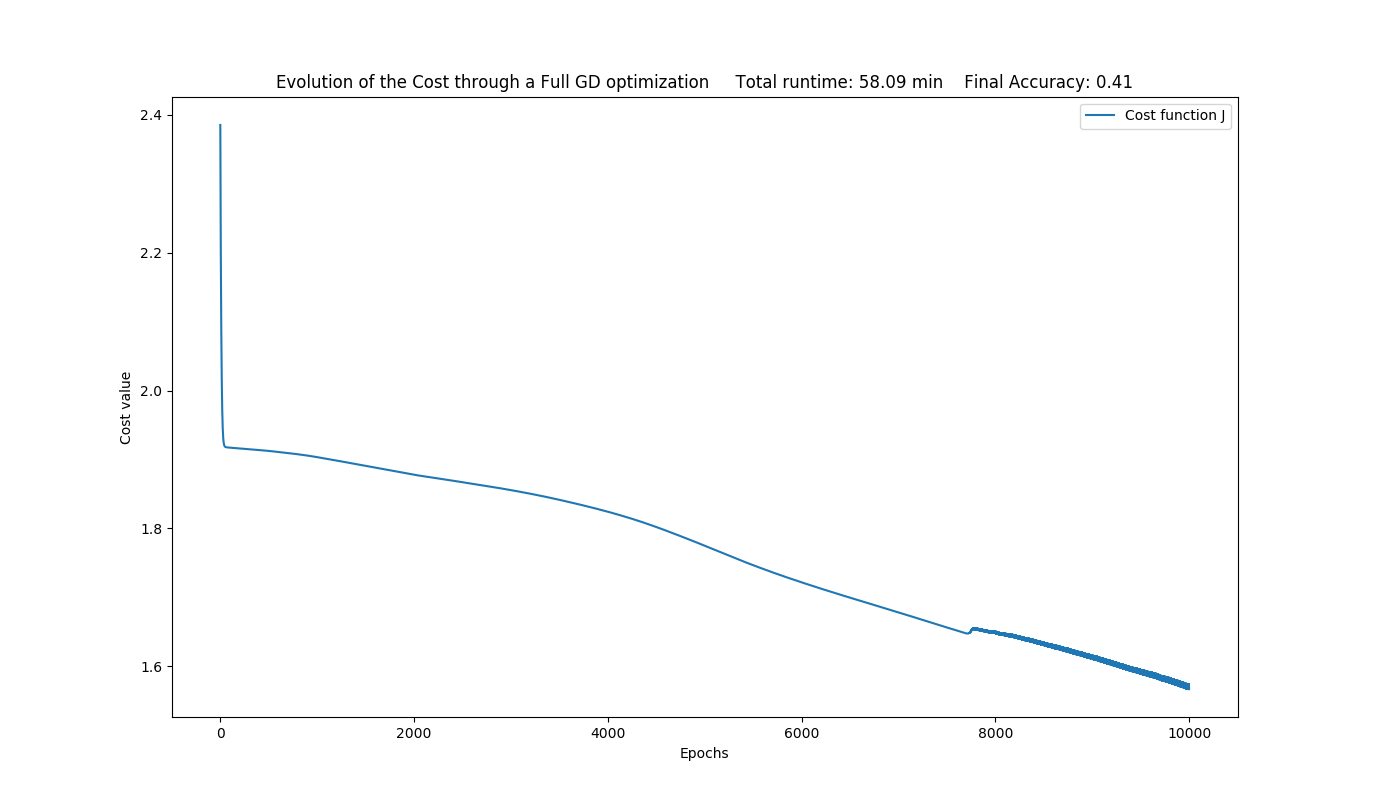 Evolution of the Cost through a Full GD optimization     Total runtime: 58.09 min    Final Accuracy: 0.41
Cost function J
2.4
2.2
2.0
1.8
1.6
Cost value
0 2000 4000 6000 8000 10000
Epochs